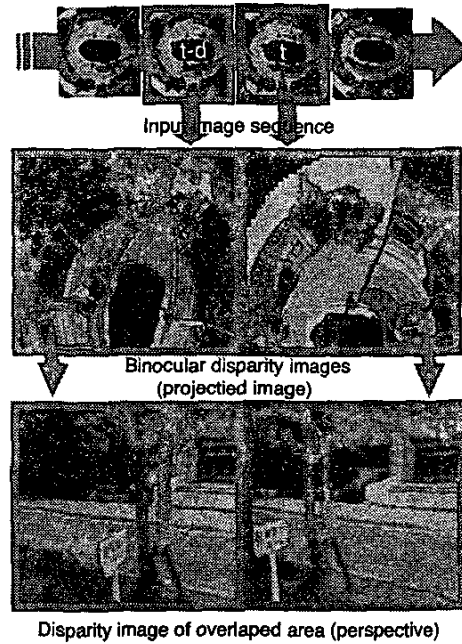 t-d
t
Input image sequence
Binocular disparity images
(projectied image)
Disparity image of overlaped area (perspective)